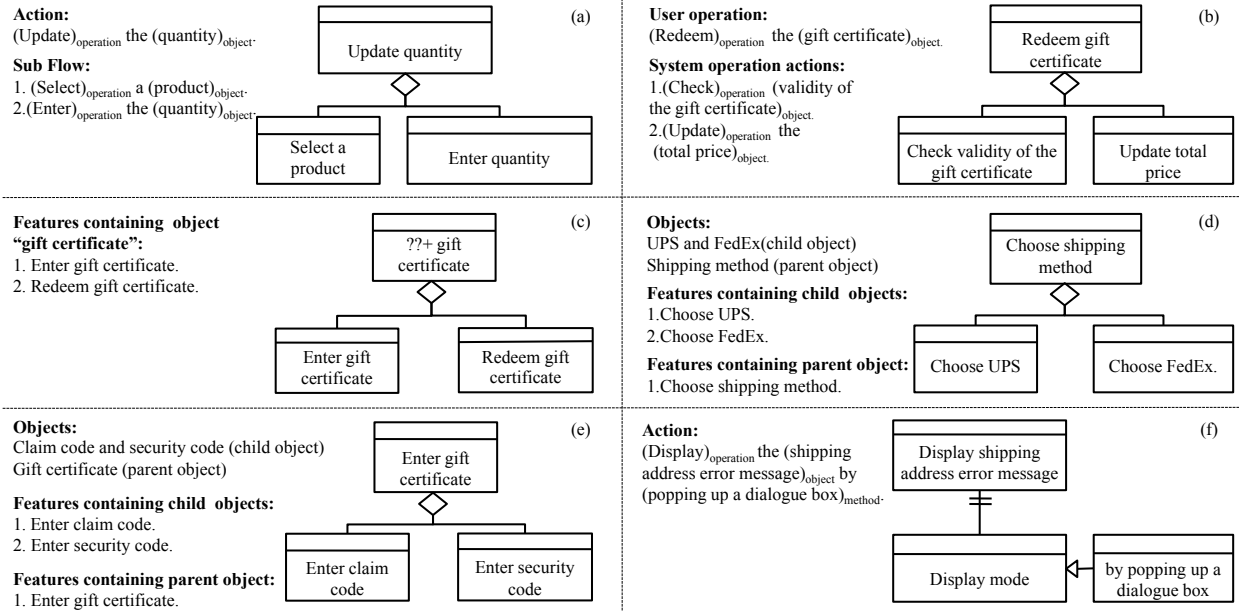 Action:
(Update)operation the (quantity)object.
Sub Flow:
1. (Select)operation a (product)object.
2.(Enter)operation the (quantity)object.
(a)
Update quantity
Select a
product
Enter quantity
User operation:
(Redeem)operation the (gift certificate)object.
System operation actions:
1.(Check)operation (validity of
the gift certificate)object.
2.(Update)operation the
(total price)object.
(b)
Redeem gift
certificate
Check validity of the
gift certificate
Update total
price
Features containing object
“gift certificate”:
1. Enter gift certificate.
2. Redeem gift certificate.
(c)
??+ gift
certificate
Enter gift
certificate
Redeem gift
certificate
Objects:
UPS and FedEx(child object)
Shipping method (parent object)
Features containing child objects:
1.Choose UPS.
2.Choose FedEx.
Features containing parent object:
1.Choose shipping method.
(d)
Choose shipping
method
Choose UPS
Choose FedEx.
Objects:
Claim code and security code (child object)
Gift certificate (parent object)
Features containing child objects:
1. Enter claim code.
2. Enter security code.
Features containing parent object:
1. Enter gift certificate.
(e)
Enter gift
certificate
Enter claim
code
Enter security
code
Action:
(Display)operation the (shipping
address error message)object by
(popping up a dialogue box)method.
(f)
Display shipping
address error message
Display mode
by popping up a
dialogue box